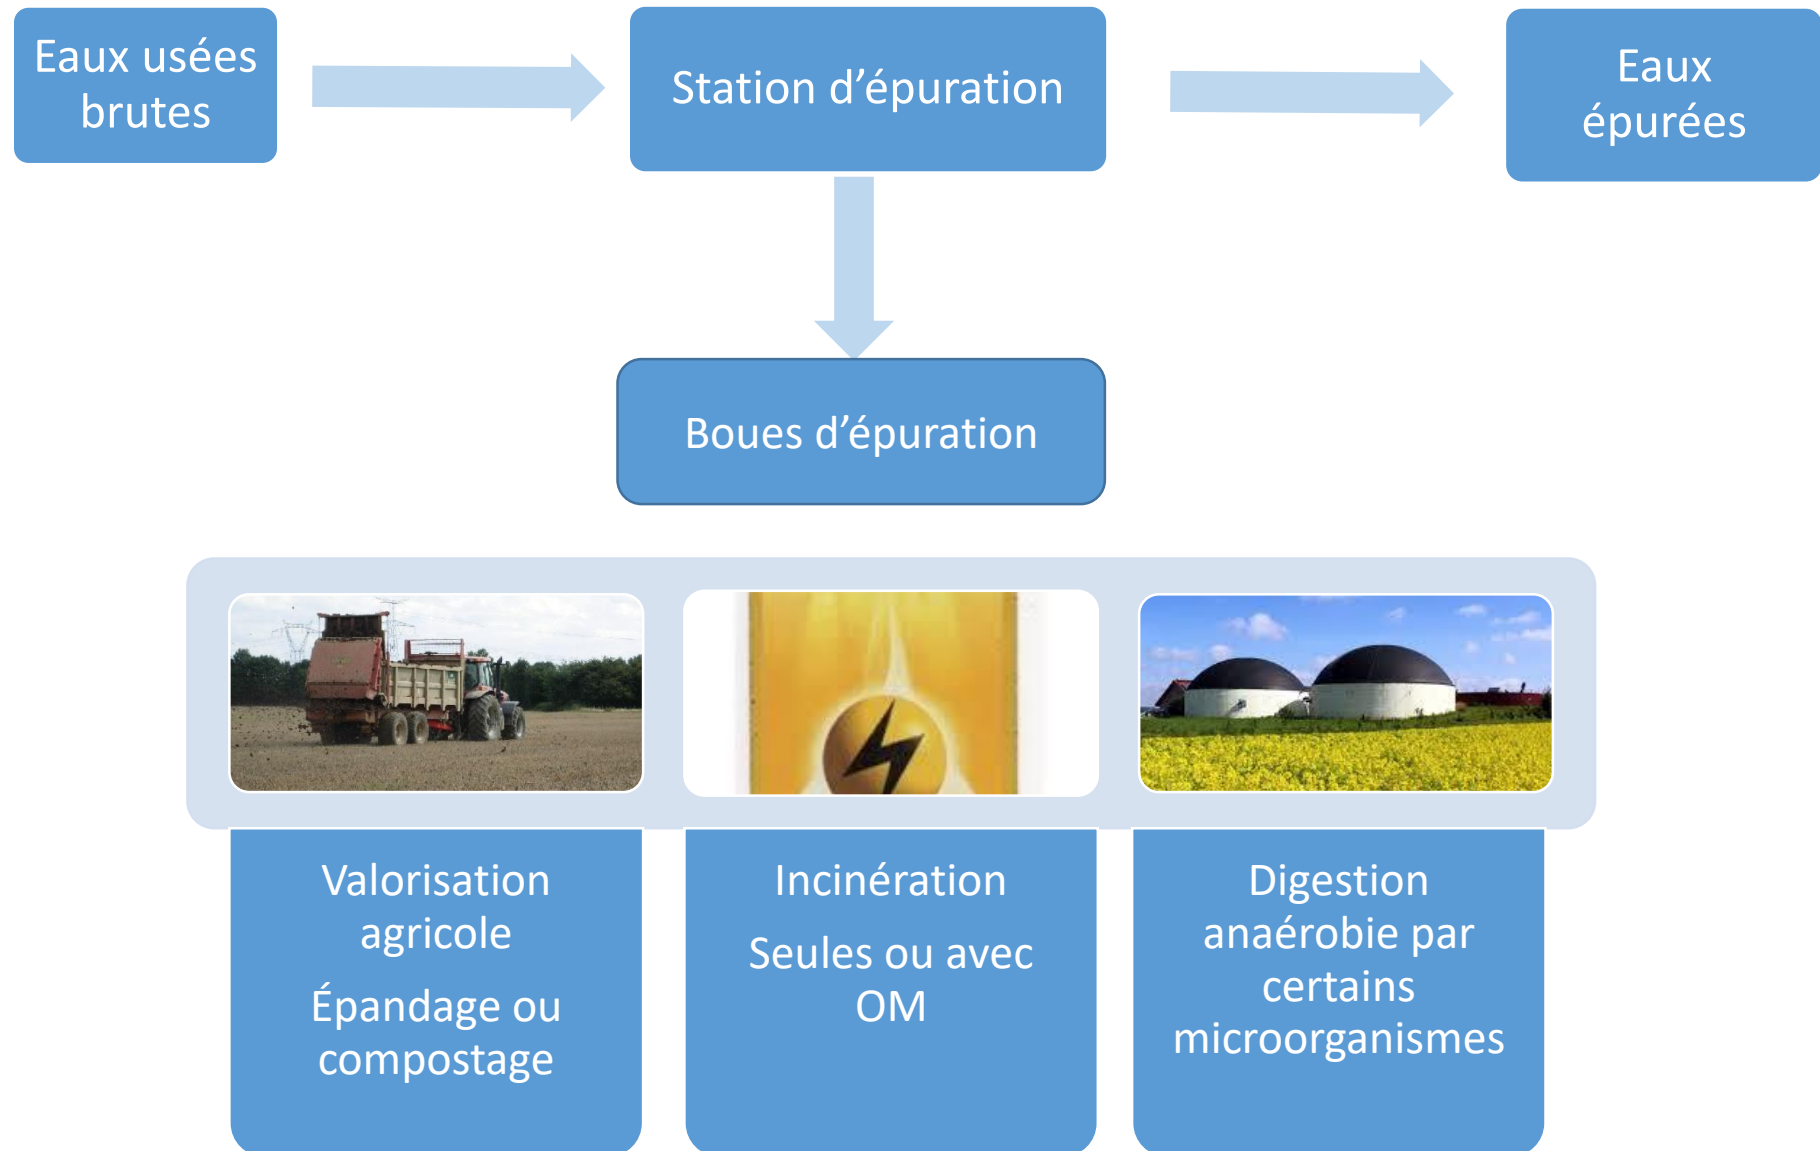 Eaux usées
brutes
Station d’épuration
Eaux
épurées
Boues d’épuration
Valorisation
agricole
Épandage ou
compostage
Incinération
Seules ou avec
OM
Digestion
anaérobie par
certains
microorganismes